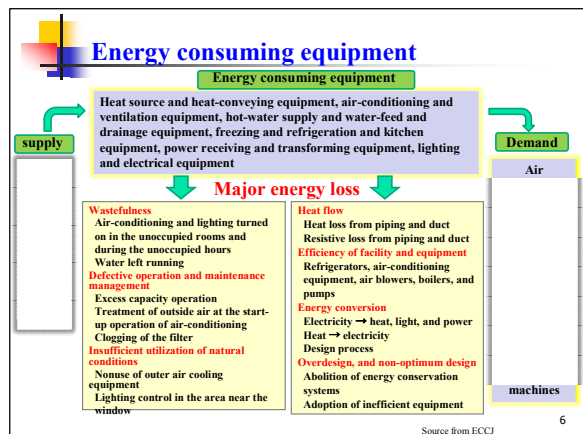 Energy consuming equipment
Energy consuming equipment
Heat source and heat-conveying equipment, air-conditioning and
ventilation equipment, hot-water supply and water-feed and
drainage equipment, freezing and refrigeration and kitchen
equipment, power receiving and transforming equipment, lighting
and electrical equipment
supply
Demand
Air
machines
Major energy loss
Wastefulness
Air-conditioning and lighting turned
on in the unoccupied rooms and
during the unoccupied hours
Water left running
Defective operation and maintenance
management
Excess capacity operation
Treatment of outside air at the start-
up operation of air-conditioning
Clogging of the filter
Insufficient utilization of natural
conditions
Nonuse of outer air cooling
equipment
Lighting control in the area near the
window
Heat flow
Heat loss from piping and duct
Resistive loss from piping and duct
Efficiency of facility and equipment
Refrigerators, air-conditioning
equipment, air blowers, boilers, and
pumps
Energy conversion
Electricity → heat, light, and power
Heat → electricity
Design process
Overdesign, and non-optimum design
Abolition of energy conservation
systems
Adoption of inefficient equipment
Source from ECCJ
6